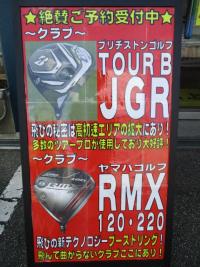 ★絶賛ご予約受付中★
～クラブ～
ブリヂストンゴルフ
TOUR B
JGR
飛びの秘密は高初速エリアの拡大にあり！
多数のツアープロが使用しており大好評！
～クラブ～
ヤマハゴルフ
RMX
120・220
飛びの新テクノロジーブーストリング！
飛んで曲がらないクラブここにあり！